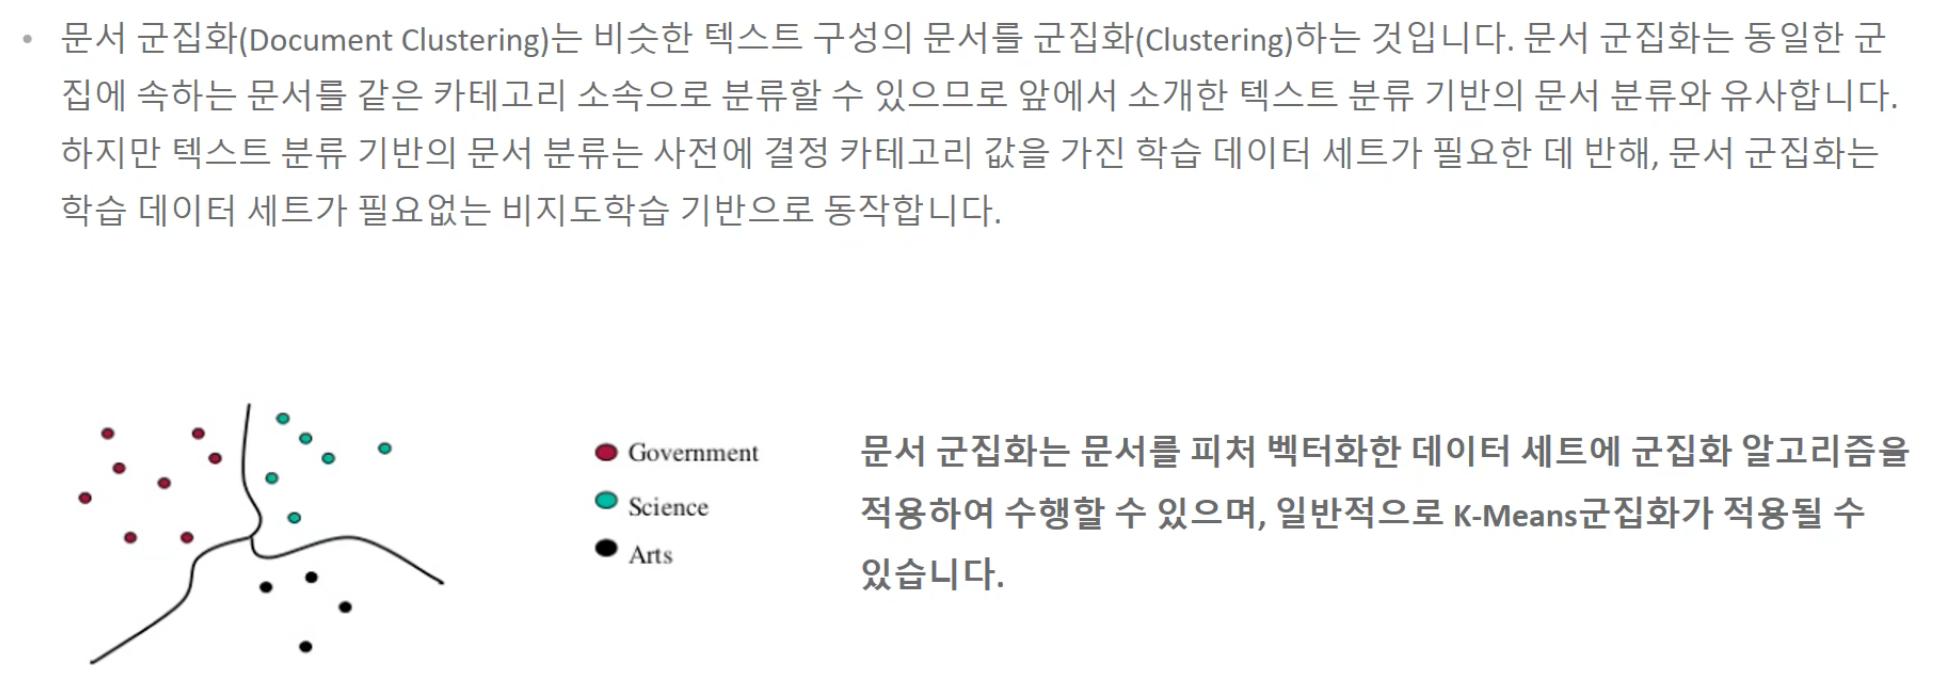 • 문서 군집화(Document Clustering)는 비슷한 텍스트 구성의 문서를 군집화(Clustering)하는 것입니다. 문서 군집화는 동일한 군
집에 속하는 문서를 같은 카테고리 소속으로 분류할 수 있으므로 앞에서 소개한 텍스트 분류 기반의 문서 분류와 유사합니다.
하지만 텍스트 분류 기반의 문서 분류는 사전에 결정 카테고리 값을 가진 학습 데이터 세트가 필요한 데 반해, 문서 군집화는
학습 데이터 세트가 필요없는 비지도학습 기반으로 동작합니다.
Government
Science
Arts
문서 군집화는 문서를 피처 벡터화한 데이터 세트에 군집화 알고리즘을
적용하여 수행할 수 있으며, 일반적으로 K-Means군집화가 적용될 수
있습니다.